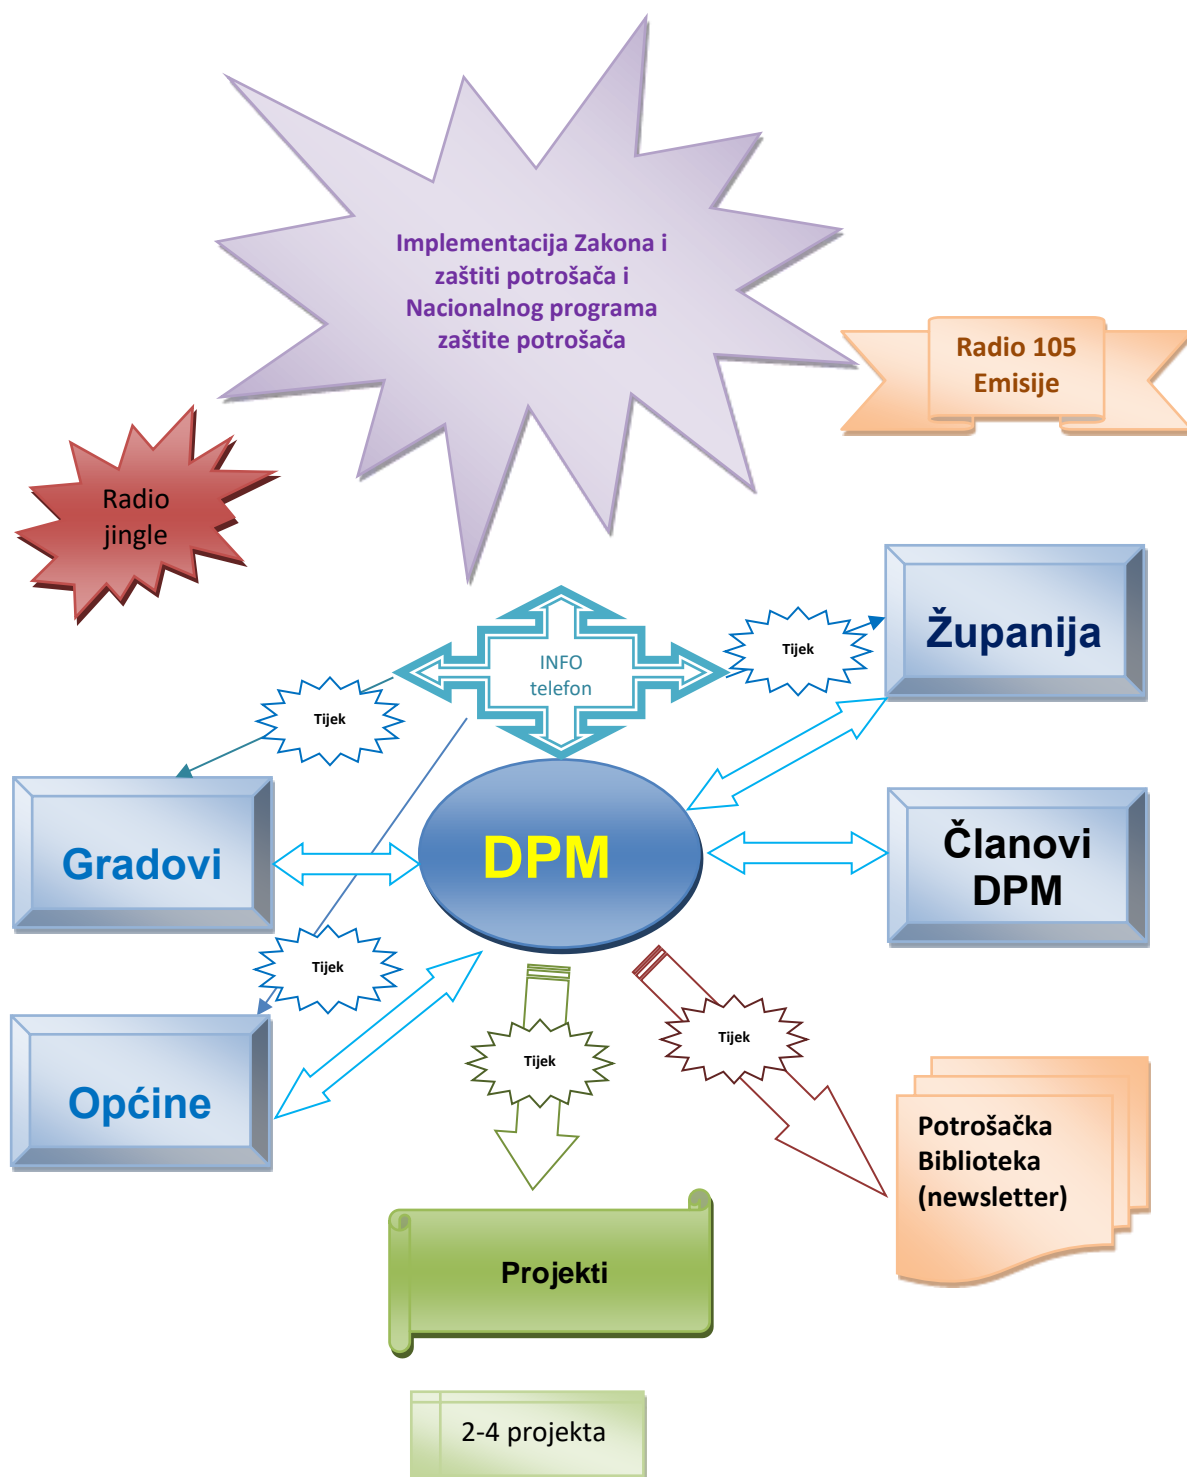 Implementacija Zakona i
zaštiti potrošača i
Nacionalnog programa
zaštite potrošača
Radio 105
Emisije
Radio
jingle
Županija
INFO
telefon
Tijek
Tijek
Gradovi
DPM
Članovi
DPM
Tijek
Tijek
Tijek
Općine
Potrošačka
Biblioteka
(newsletter)
Projekti
2-4 projekta